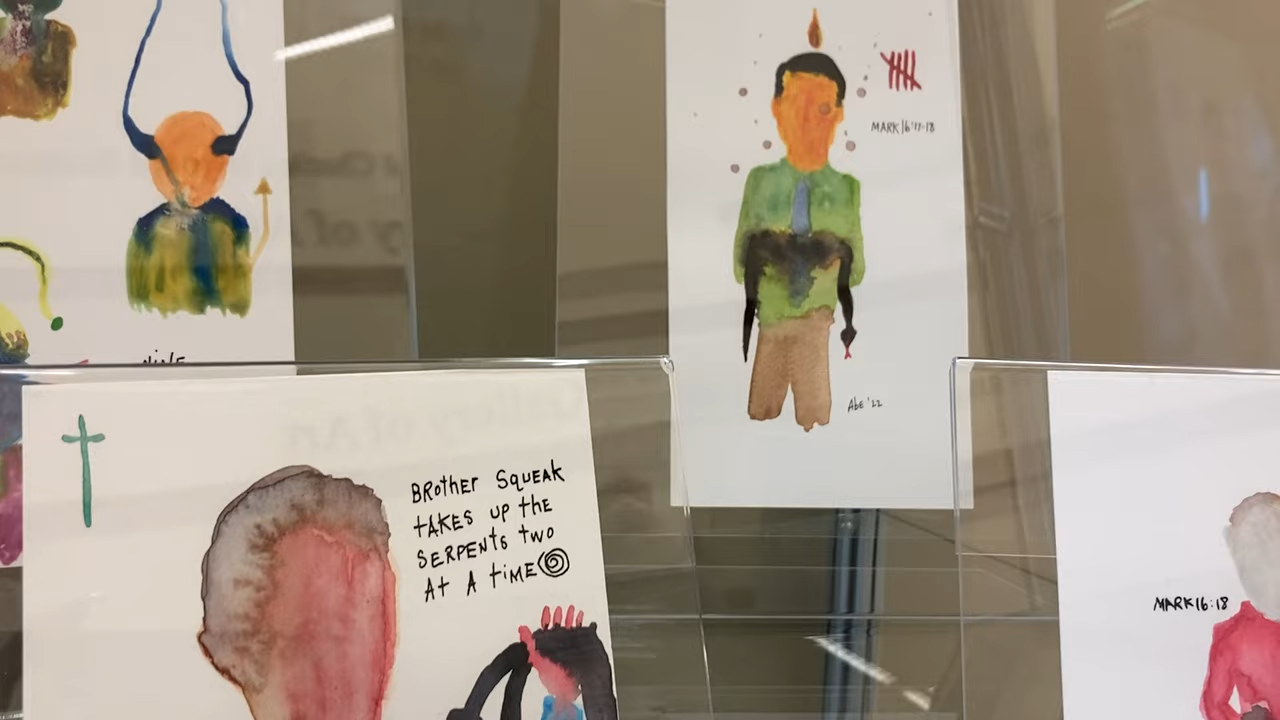 MARK 16:17-18
Abe '22
BROTHER SQUEAK
TAKES UP THE
SERPENTS TWO
AT A TIME
MARK 16:18